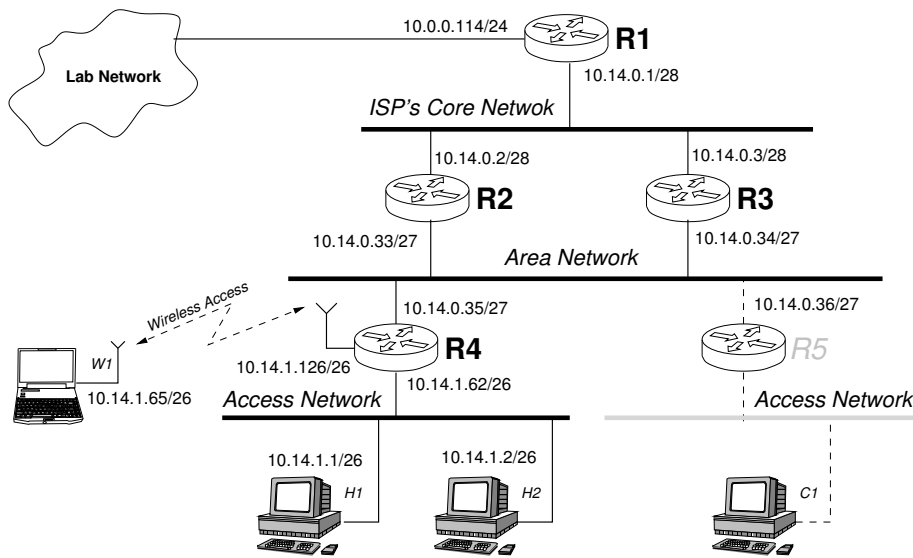 10.0.0.114/24
R1
Lab Network
10.14.0.1/28
ISP's Core Netwok
10.14.0.2/28
10.14.0.3/28
R2
R3
10.14.0.33/27
10.14.0.34/27
Area Network
Wireless Access
10.14.0.35/27
10.14.0.36/27
R4
R5
W1
10.14.1.126/26
10.14.1.65/26
10.14.1.62/26
Access Network
Access Network
10.14.1.1/26
10.14.1.2/26
H1
H2
C1